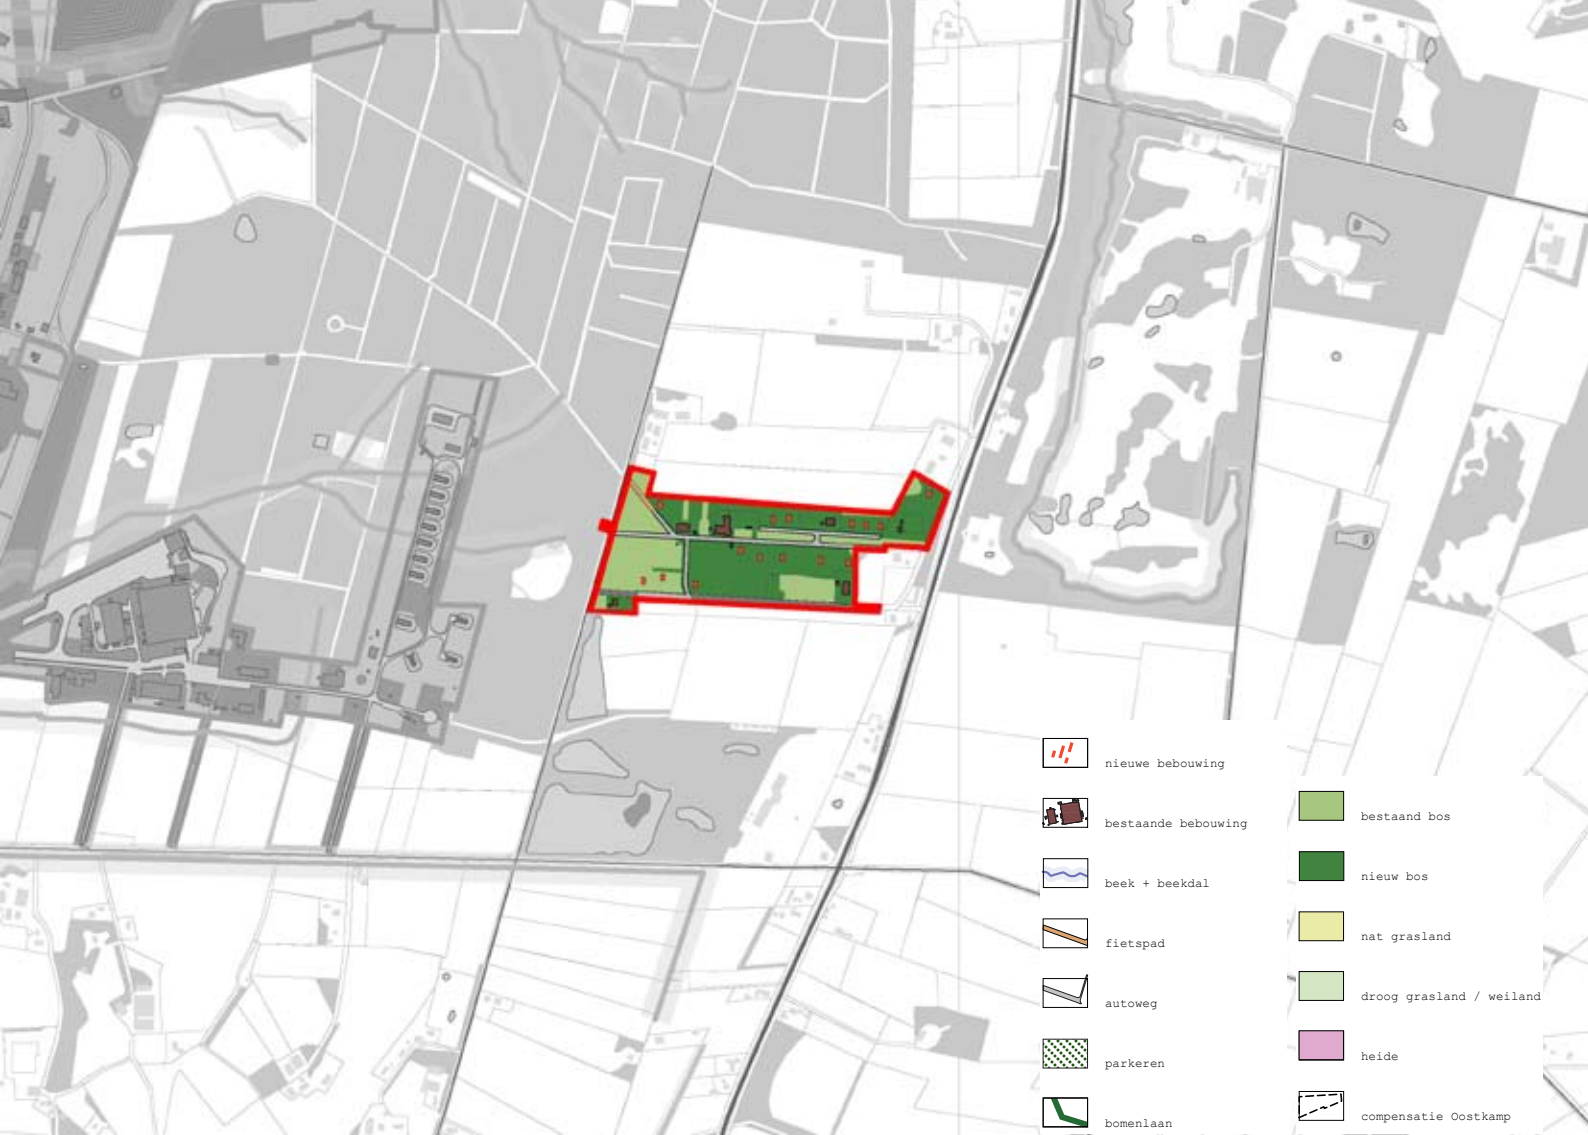 nieuwe bebouwing
bestaande bebouwing
beek + beekdal
fietspad
autoweg
parkeren
bomenlaan
bestaand bos
nieuw bos
nat grasland
droog grasland / weiland
heide
compensatie Oostkamp